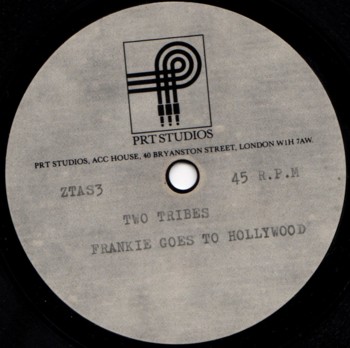 PRT STUDIOS
PRT STUDIOS, ACC HOUSE, 40 BRYANSTON STREET, LONDON W1H 7AW.
ZTAS3 45 R.P.M
TWO TRIBES
FRANKIE GOES TO HOLLYWOOD